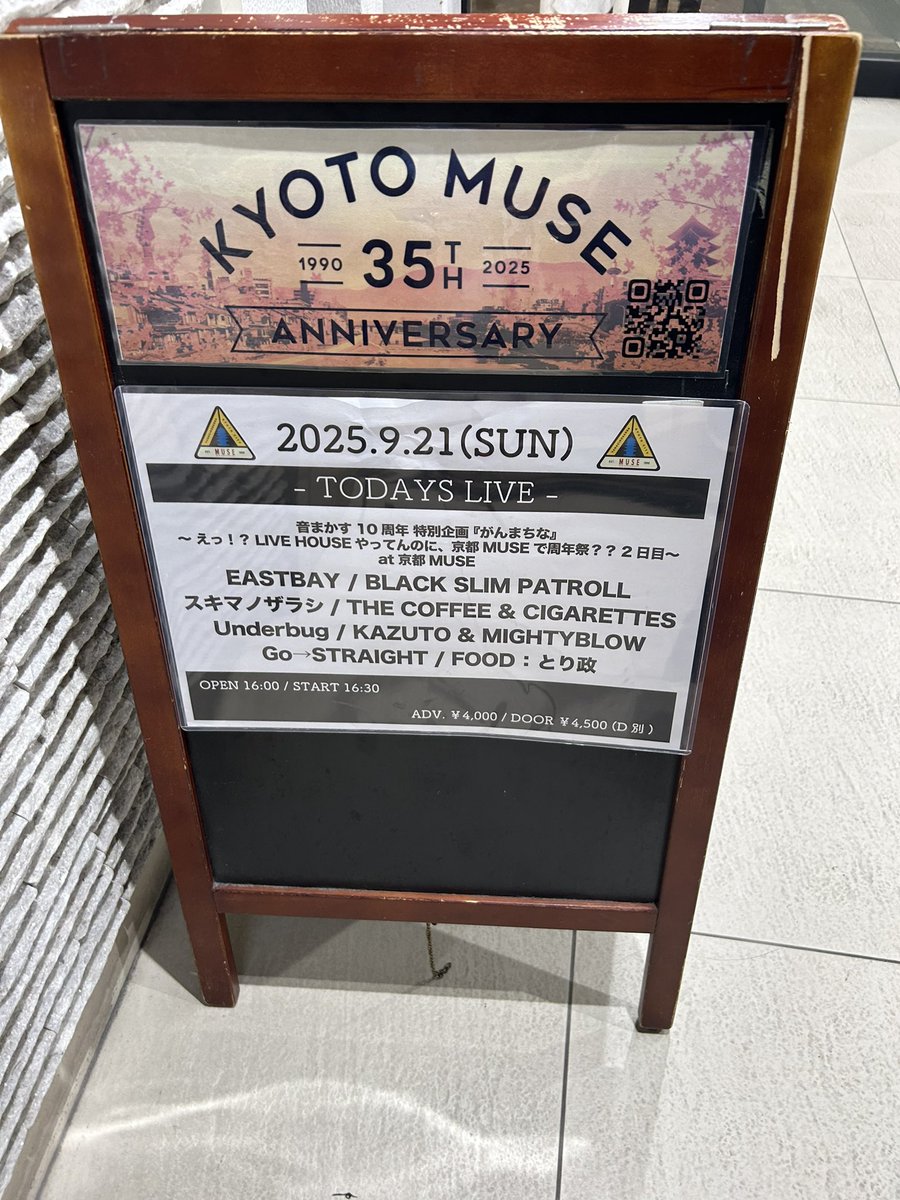 KYOTO MUSE
1990 35TH 2025
ANNIVERSARY
2025.9.21(SUN)
MUSE
MUSE
- TODAYS LIVE -
音まかす 10 周年 特別企画『がんまちな』
～ えっ！？ LIVE HOUSE やってんのに、京都 MUSE で周年祭？？ 2 日目～
at 京都 MUSE
EASTBAY / BLACK SLIM PATROLL
スキマノザラシ / THE COFFEE & CIGARETTES
Underbug / KAZUTO & MIGHTYBLOW
Go→STRAIGHT / FOOD：とり政
OPEN 16:00 / START 16:30
ADV. ￥4,000 / DOOR ￥4,500 (D 別 )